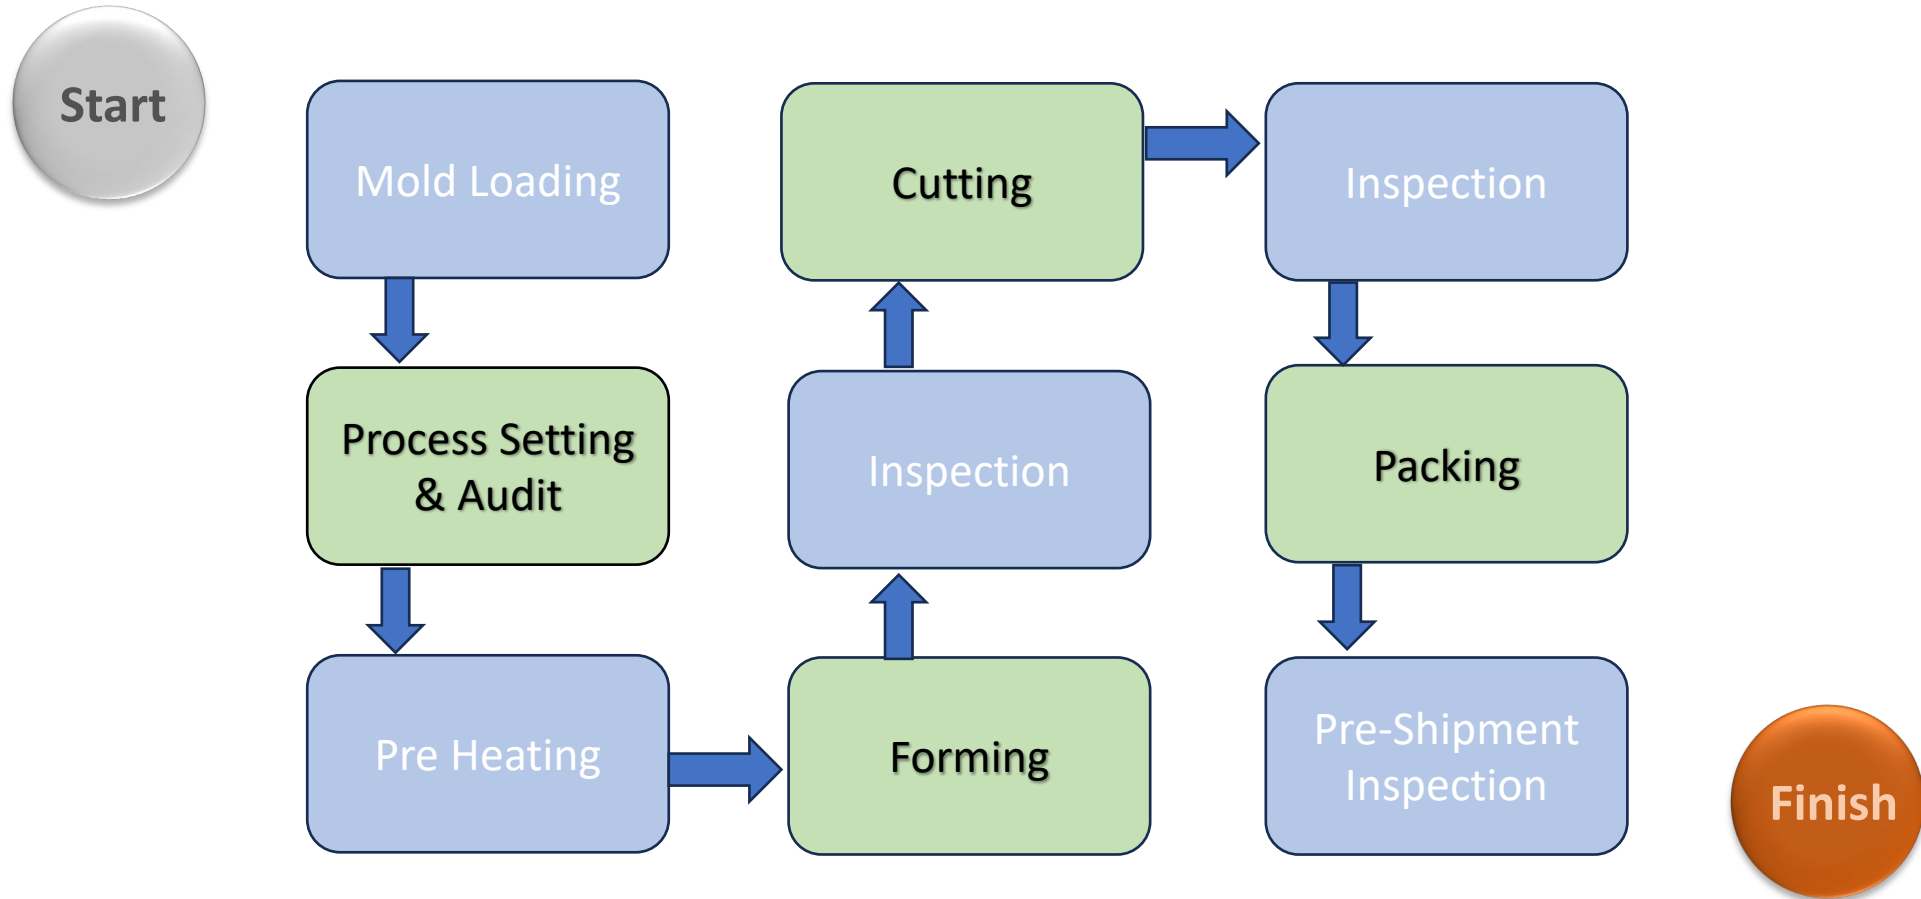 Start
Mold Loading
Process Setting
& Audit
Pre Heating
Forming
Inspection
Cutting
Inspection
Packing
Pre-Shipment
Inspection
Finish